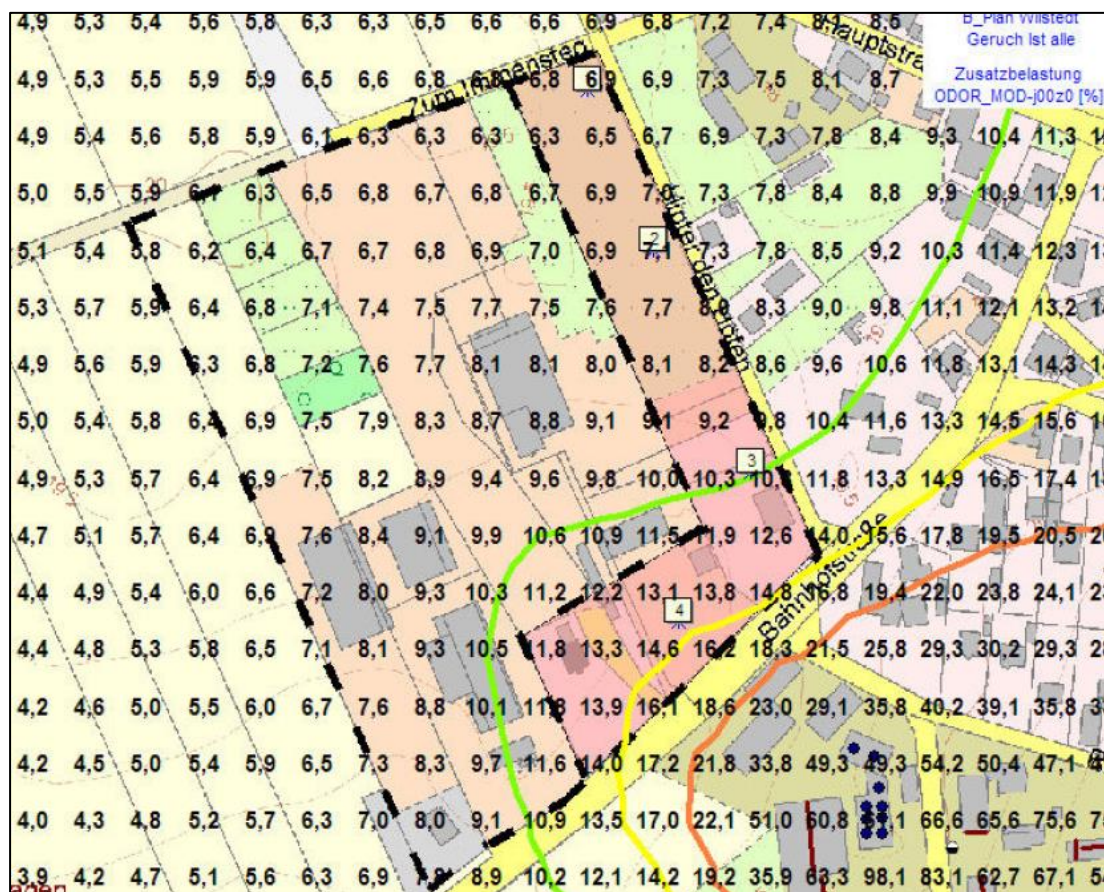 4,9 5,3 5,4 5,6 5,8 6,3 6,3 6,5 6,6 6,6 6,9 6,8 7,2 7,4 8,1 8,5
B_Plan Wilstedt
Geruch Ist alle
Zusatzbelastung
ODOR_MOD-j00z0 [%]
Zum Immenstieg
4,9 5,3 5,5 5,9 5,9 6,5 6,6 6,8 6,8 6,8 6,9 6,9 7,3 7,5 8,1 8,7
4,9 5,4 5,6 5,8 5,9 6,1 6,3 6,3 6,3 6,3 6,5 6,7 6,9 7,3 7,8 8,4 9,3 10,4 11,3
5,0 5,5 5,9 6,1 6,3 6,5 6,8 6,7 6,8 6,7 6,9 7,0 7,3 7,8 8,4 8,8 9,9 10,9 11,9
Hinter den Höfen
2
5,1 5,4 5,8 6,2 6,4 6,7 6,7 6,8 6,9 7,0 6,9 7,1 7,3 7,8 8,5 9,2 10,3 11,4 12,3
5,3 5,7 5,9 6,4 6,8 7,1 7,4 7,5 7,7 7,5 7,6 7,7 8,3 9,0 9,8 11,1 12,1 13,2
4,9 5,6 5,9 6,3 6,8 7,2 7,6 7,7 8,1 8,1 8,0 8,1 8,2 8,6 9,6 10,6 11,8 13,1 14,3
5,0 5,4 5,8 6,4 6,9 7,5 7,9 8,3 8,7 8,8 9,1 9,1 9,2 9,8 10,4 11,6 13,3 14,5 15,6
3
4,9 5,3 5,7 6,4 6,9 7,5 8,2 8,9 9,4 9,6 9,8 10,0 10,3 11,8 13,3 14,9 16,5 17,4
4,7 5,1 5,7 6,4 6,9 7,6 8,4 9,1 9,9 10,6 10,9 11,5 11,9 12,6 14,0 15,6 17,8 19,5 20,5
Bahnhofstraße
4,4 4,9 5,4 6,0 6,6 7,2 8,0 9,3 10,3 11,2 12,2 13,1 13,8 14,8 16,8 19,4 22,0 23,8 24,1
4
4,4 4,8 5,3 5,8 6,5 7,1 8,1 9,3 10,5 11,8 13,3 14,6 16,2 18,3 21,5 25,8 29,3 30,2 29,3
4,2 4,6 5,0 5,5 6,0 6,7 7,6 8,8 10,1 11,8 13,9 16,1 18,6 23,0 29,1 35,8 40,2 39,1 35,8
4,2 4,5 5,0 5,4 5,9 6,5 7,3 8,3 9,7 11,6 14,0 17,2 21,8 33,8 49,3 49,3 54,2 50,4 47,1
4,0 4,3 4,8 5,2 5,7 6,3 7,0 8,0 9,1 10,9 13,5 17,0 22,1 51,0 60,8 66,6 65,6 75,6
3,9 4,2 4,7 5,1 5,6 6,3 6,9 8,9 10,2 12,1 14,2 19,2 35,9 63,3 98,1 83,1 62,7 67,1